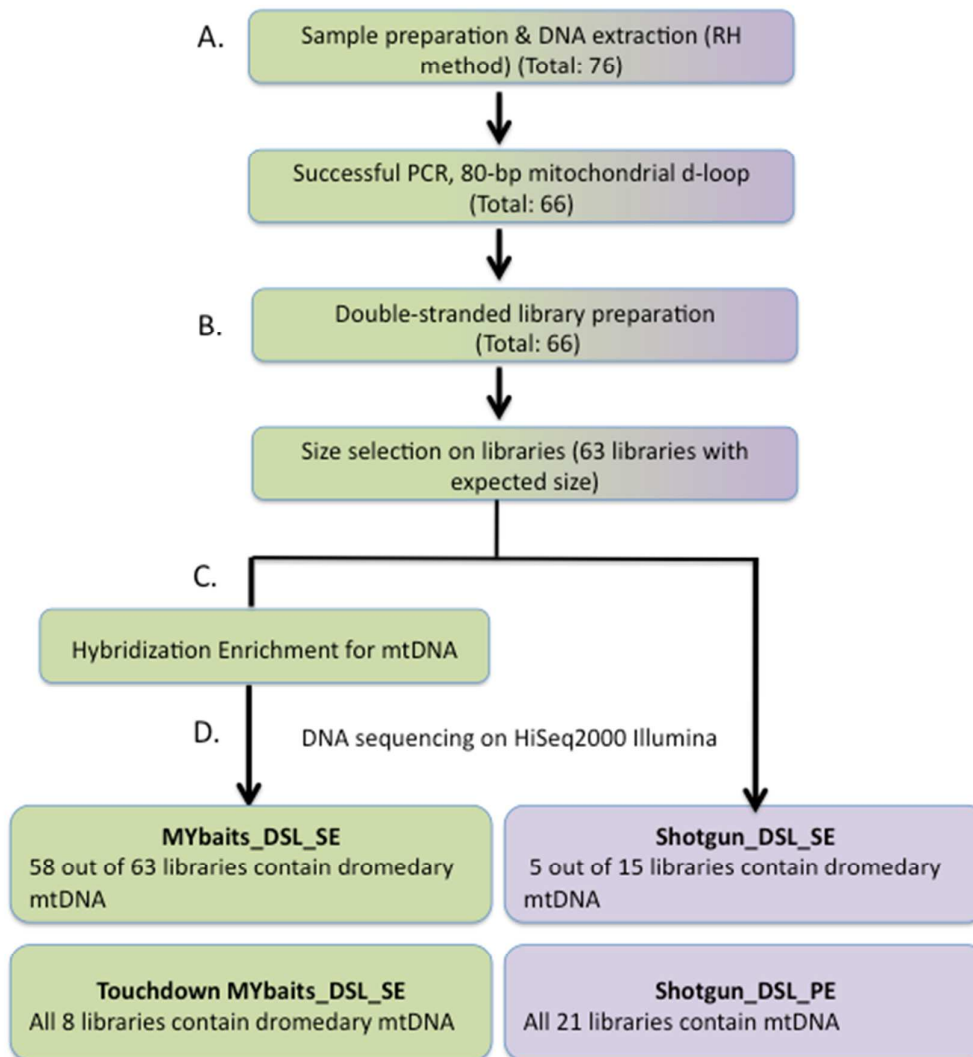 A.
Sample preparation & DNA extraction (RH
method) (Total: 76)
Successful PCR, 80-bp mitochondrial d-loop
(Total: 66)
B.
Double-stranded library preparation
(Total: 66)
Size selection on libraries (63 libraries with
expected size)
C.
Hybridization Enrichment for mtDNA
D.
DNA sequencing on HiSeq2000 Illumina
MYbaits_DSL_SE
58 out of 63 libraries contain dromedary
mtDNA
Shotgun_DSL_SE
5 out of 15 libraries contain dromedary
mtDNA
Touchdown MYbaits_DSL_SE
All 8 libraries contain dromedary mtDNA
Shotgun_DSL_PE
All 21 libraries contain mtDNA